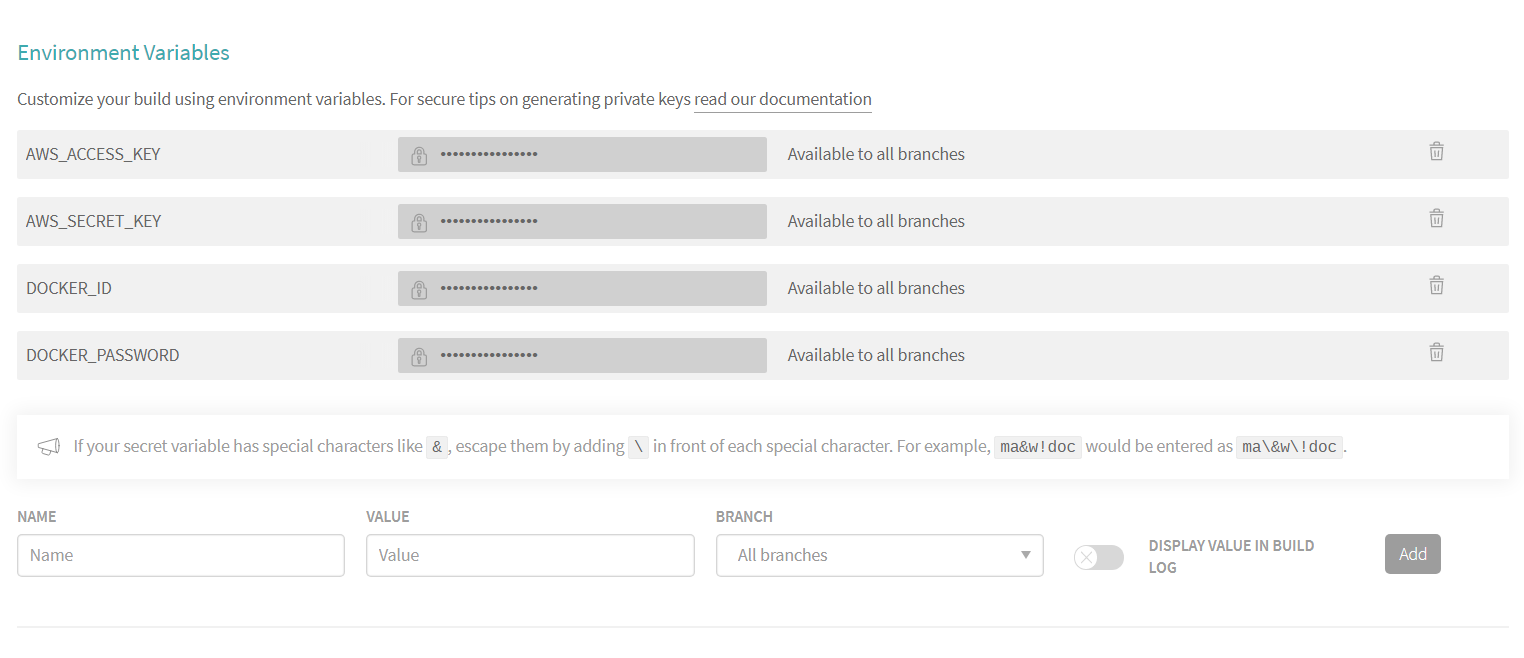 Environment Variables
Customize your build using environment variables. For secure tips on generating private keys read our documentation
AWS_ACCESS_KEY •••••••••••••••• Available to all branches
AWS_SECRET_KEY •••••••••••••••• Available to all branches
DOCKER_ID •••••••••••••••• Available to all branches
DOCKER_PASSWORD •••••••••••••••• Available to all branches
If your secret variable has special characters like &, escape them by adding \ in front of each special character. For example, ma&w!doc would be entered as ma\&w\!doc.
NAME VALUE BRANCH
Name Value All branches DISPLAY VALUE IN BUILD Add
LOG